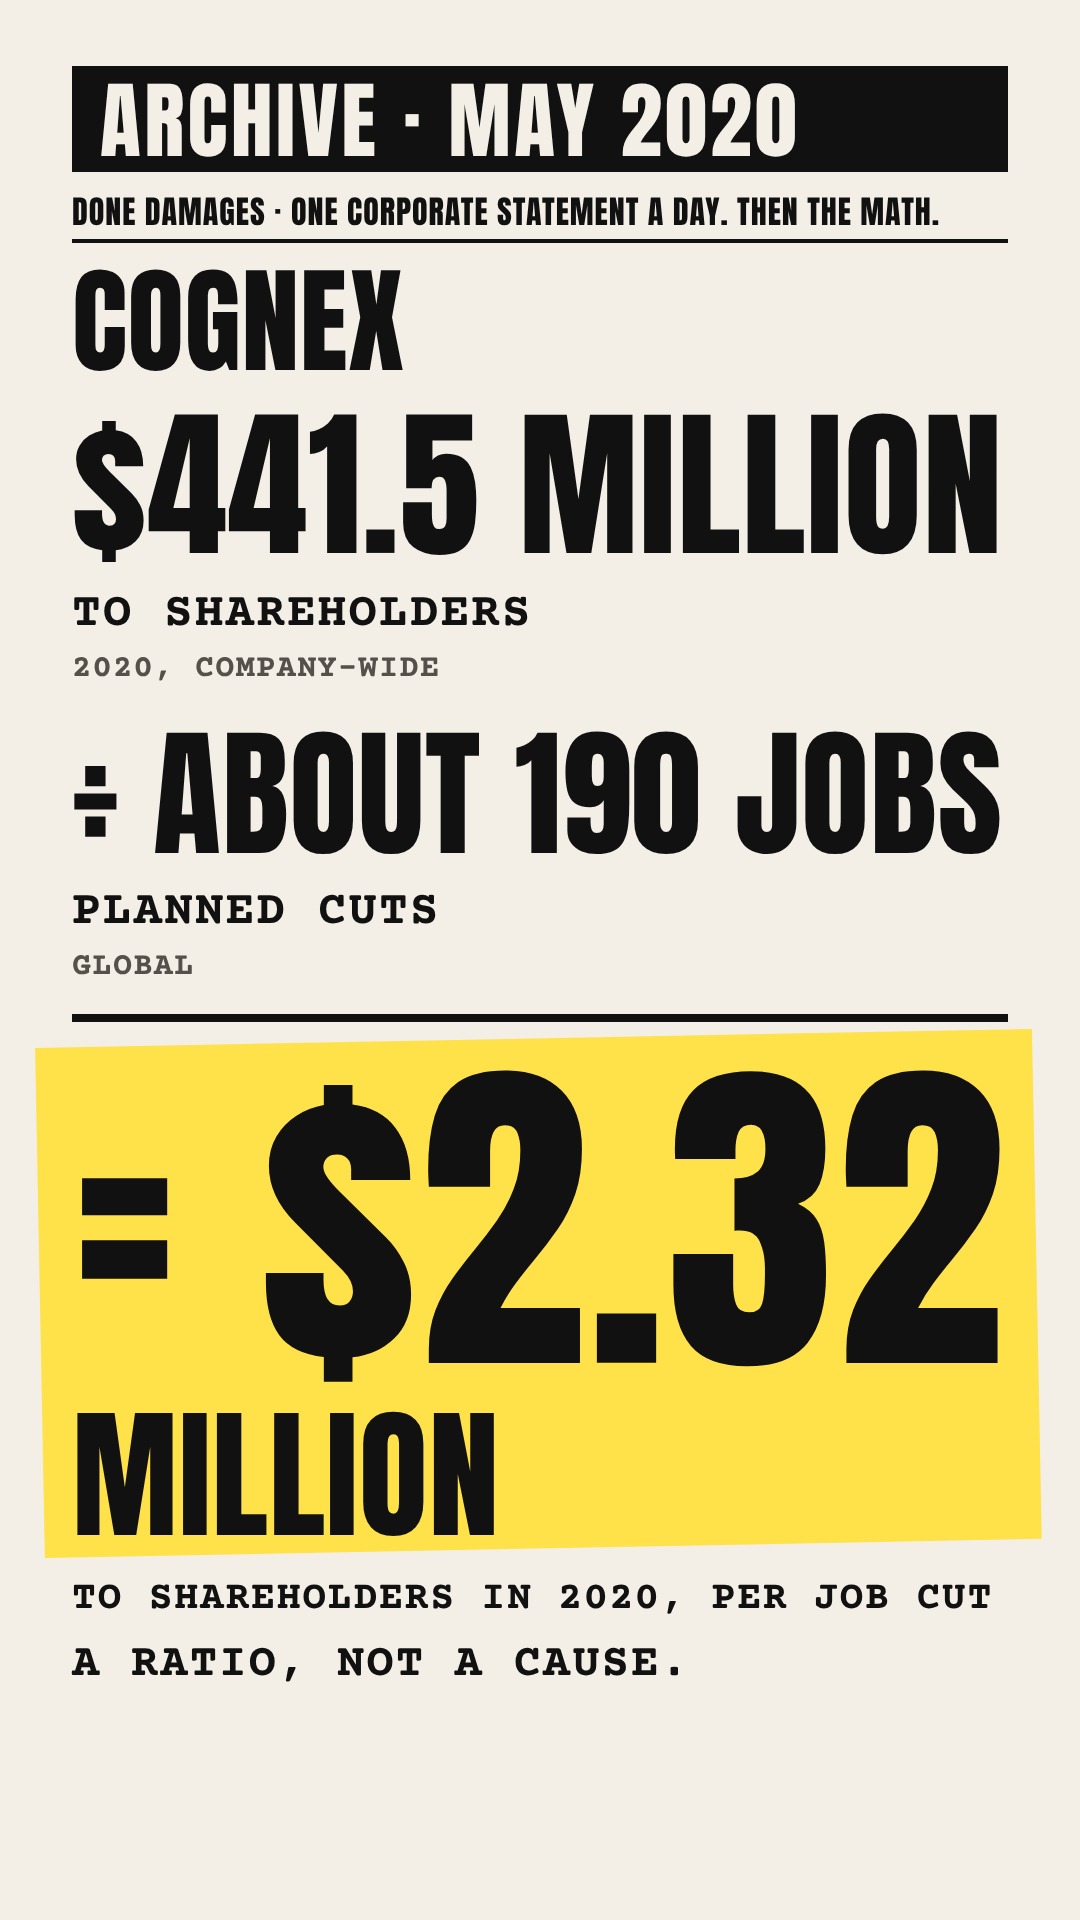 ARCHIVE · MAY 2020
DONE DAMAGES · ONE CORPORATE STATEMENT A DAY. THEN THE MATH.
COGNEX
$441.5 MILLION
TO SHAREHOLDERS
2020, COMPANY-WIDE
÷ ABOUT 190 JOBS
PLANNED CUTS
GLOBAL
= $2.32
MILLION
TO SHAREHOLDERS IN 2020, PER JOB CUT
A RATIO, NOT A CAUSE.